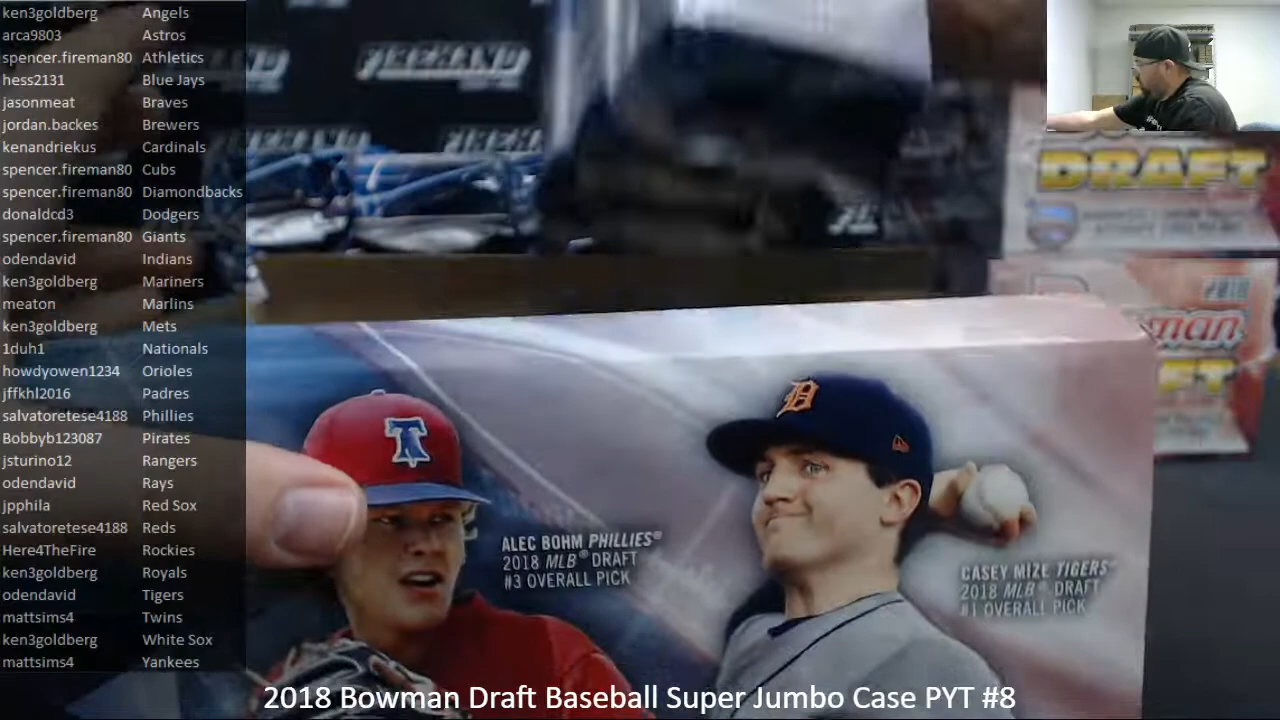 ken3goldberg Angels
arca9803 Astros
spencer.fireman80 Athletics
hess2131 Blue Jays
jasonmeat Braves
jordan.backes Brewers
kenandriekus Cardinals
spencer.fireman80 Cubs
spencer.fireman80 Diamondbacks
donaldcd3 Dodgers
spencer.fireman80 Giants
odendavid Indians
ken3goldberg Mariners
meaton Marlins
ken3goldberg Mets
1duh1 Nationals
howdyowen1234 Orioles
jffkhl2016 Padres
salvatoretese4188 Phillies
Bobbyb123087 Pirates
jsturino12 Rangers
odendavid Rays
jpphila Red Sox
salvatoretese4188 Reds
Here4TheFire Rockies
ken3goldberg Royals
odendavid Tigers
mattsims4 Twins
ken3goldberg White Sox
mattsims4 Yankees
FIREHAND
DRAFT
2018
man
T
D
ALEC BOHM PHILLIES®
2018 MLB® DRAFT
#3 OVERALL PICK
CASEY MIZE TIGERS®
2018 MLB® DRAFT
#1 OVERALL PICK
2018 Bowman Draft Baseball Super Jumbo Case PYT #8